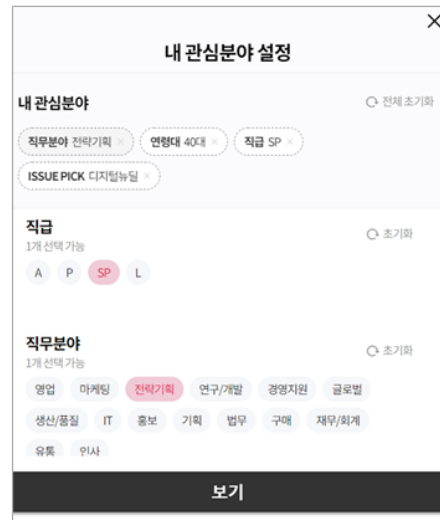 ×
내 관심분야 설정
내 관심분야 전체 초기화
직무분야 전략기획 × 연령대 40대 × 직급 SP ×
ISSUE PICK 디지털뉴딜 ×
직급 초기화
1개 선택 가능
A P SP L
직무분야 초기화
1개 선택 가능
영업 마케팅 전략기획 연구/개발 경영지원 글로벌
생산/품질 IT 홍보 기획 법무 구매 재무/회계
유통 인사
보기